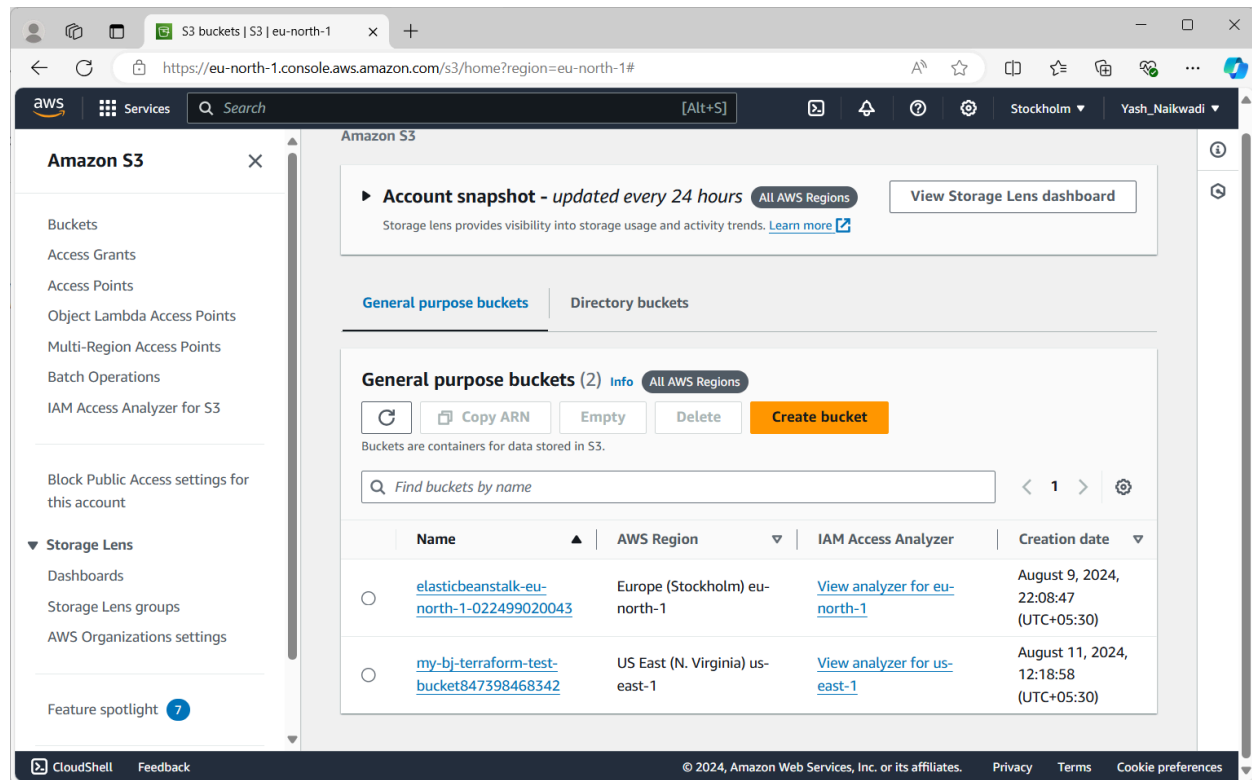 S3 buckets | S3 | eu-north-1
https://eu-north-1.console.aws.amazon.com/s3/home?region=eu-north-1#
aws
Services
Search [Alt+S]
Stockholm
Yash_Naikwadi
Amazon S3
Buckets
Access Grants
Access Points
Object Lambda Access Points
Multi-Region Access Points
Batch Operations
IAM Access Analyzer for S3
Block Public Access settings for
this account
Storage Lens
Dashboards
Storage Lens groups
AWS Organizations settings
Feature spotlight 7
Amazon S3
Account snapshot - updated every 24 hours All AWS Regions
View Storage Lens dashboard
Storage lens provides visibility into storage usage and activity trends. Learn more
General purpose buckets
Directory buckets
General purpose buckets (2) Info All AWS Regions
Copy ARN
Empty
Delete
Create bucket
Buckets are containers for data stored in S3.
Find buckets by name
1
Name
AWS Region
IAM Access Analyzer
Creation date
elasticbeanstalk-eu-
north-1-022499020043
Europe (Stockholm) eu-
north-1
View analyzer for eu-
north-1
August 9, 2024,
22:08:47
(UTC+05:30)
my-bj-terraform-test-
bucket847398468342
US East (N. Virginia) us-
east-1
View analyzer for us-
east-1
August 11, 2024,
12:18:58
(UTC+05:30)
CloudShell
Feedback
© 2024, Amazon Web Services, Inc. or its affiliates.
Privacy
Terms
Cookie preferences